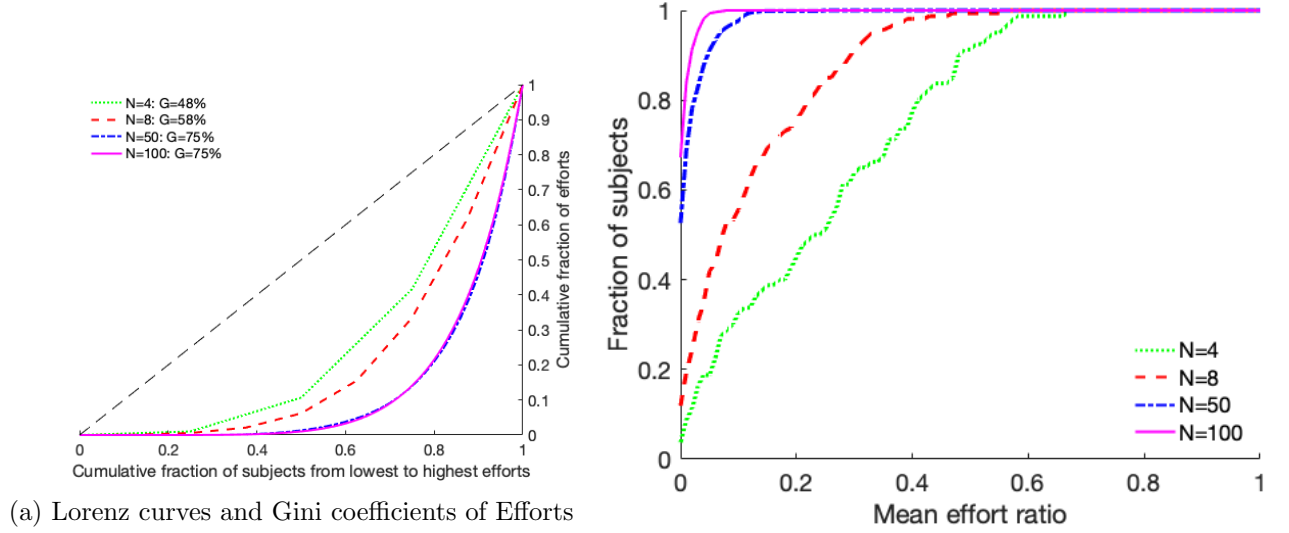 N=4: G=48%
N=8: G=58%
N=50: G=75%
N=100: G=75%
1
0.9
0.8
0.7
0.6
0.5
0.4
0.3
0.2
0.1
0
Cumulative fraction of efforts
0 0.2 0.4 0.6 0.8 1
Cumulative fraction of subjects from lowest to highest efforts
(a) Lorenz curves and Gini coefficients of Efforts
1
0.8
0.6
0.4
0.2
0
Fraction of subjects
N=4
N=8
N=50
N=100
0 0.2 0.4 0.6 0.8 1
Mean effort ratio